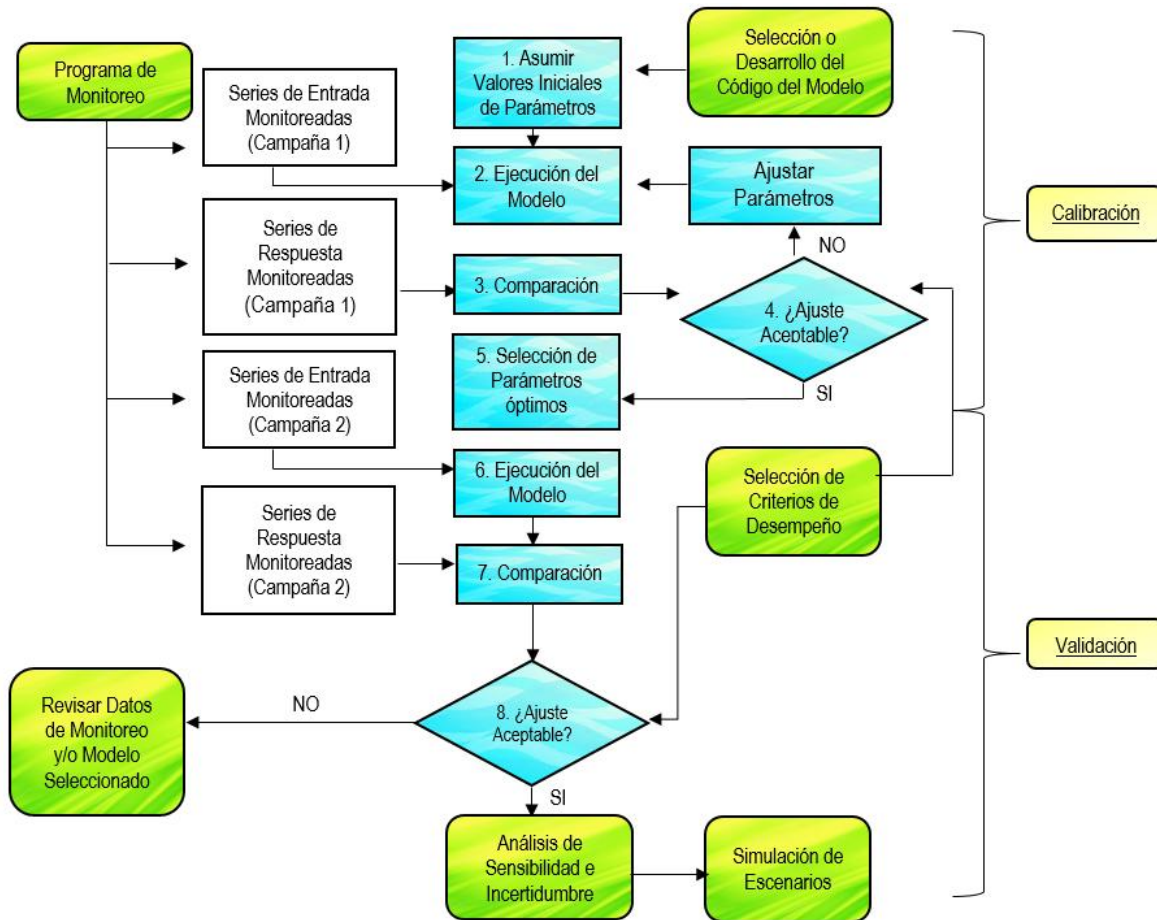 Programa de
Monitoreo
Series de Entrada
Monitoreadas
(Campaña 1)
1. Asumir
Valores Iniciales
de Parámetros
Selección o
Desarrollo del
Código del Modelo
2. Ejecución del
Modelo
Ajustar
Parámetros
Calibración
Series de
Respuesta
Monitoreadas
(Campaña 1)
3. Comparación
NO
4. ¿Ajuste
Aceptable?
SI
5. Selección de
Parámetros
óptimos
Series de Entrada
Monitoreadas
(Campaña 2)
6. Ejecución del
Modelo
Selección de
Criterios de
Desempeño
Series de
Respuesta
Monitoreadas
(Campaña 2)
7. Comparación
Validación
Revisar Datos
de Monitoreo
y/o Modelo
Seleccionado
NO
8. ¿Ajuste
Aceptable?
SI
Análisis de
Sensibilidad e
Incertidumbre
Simulación de
Escenarios